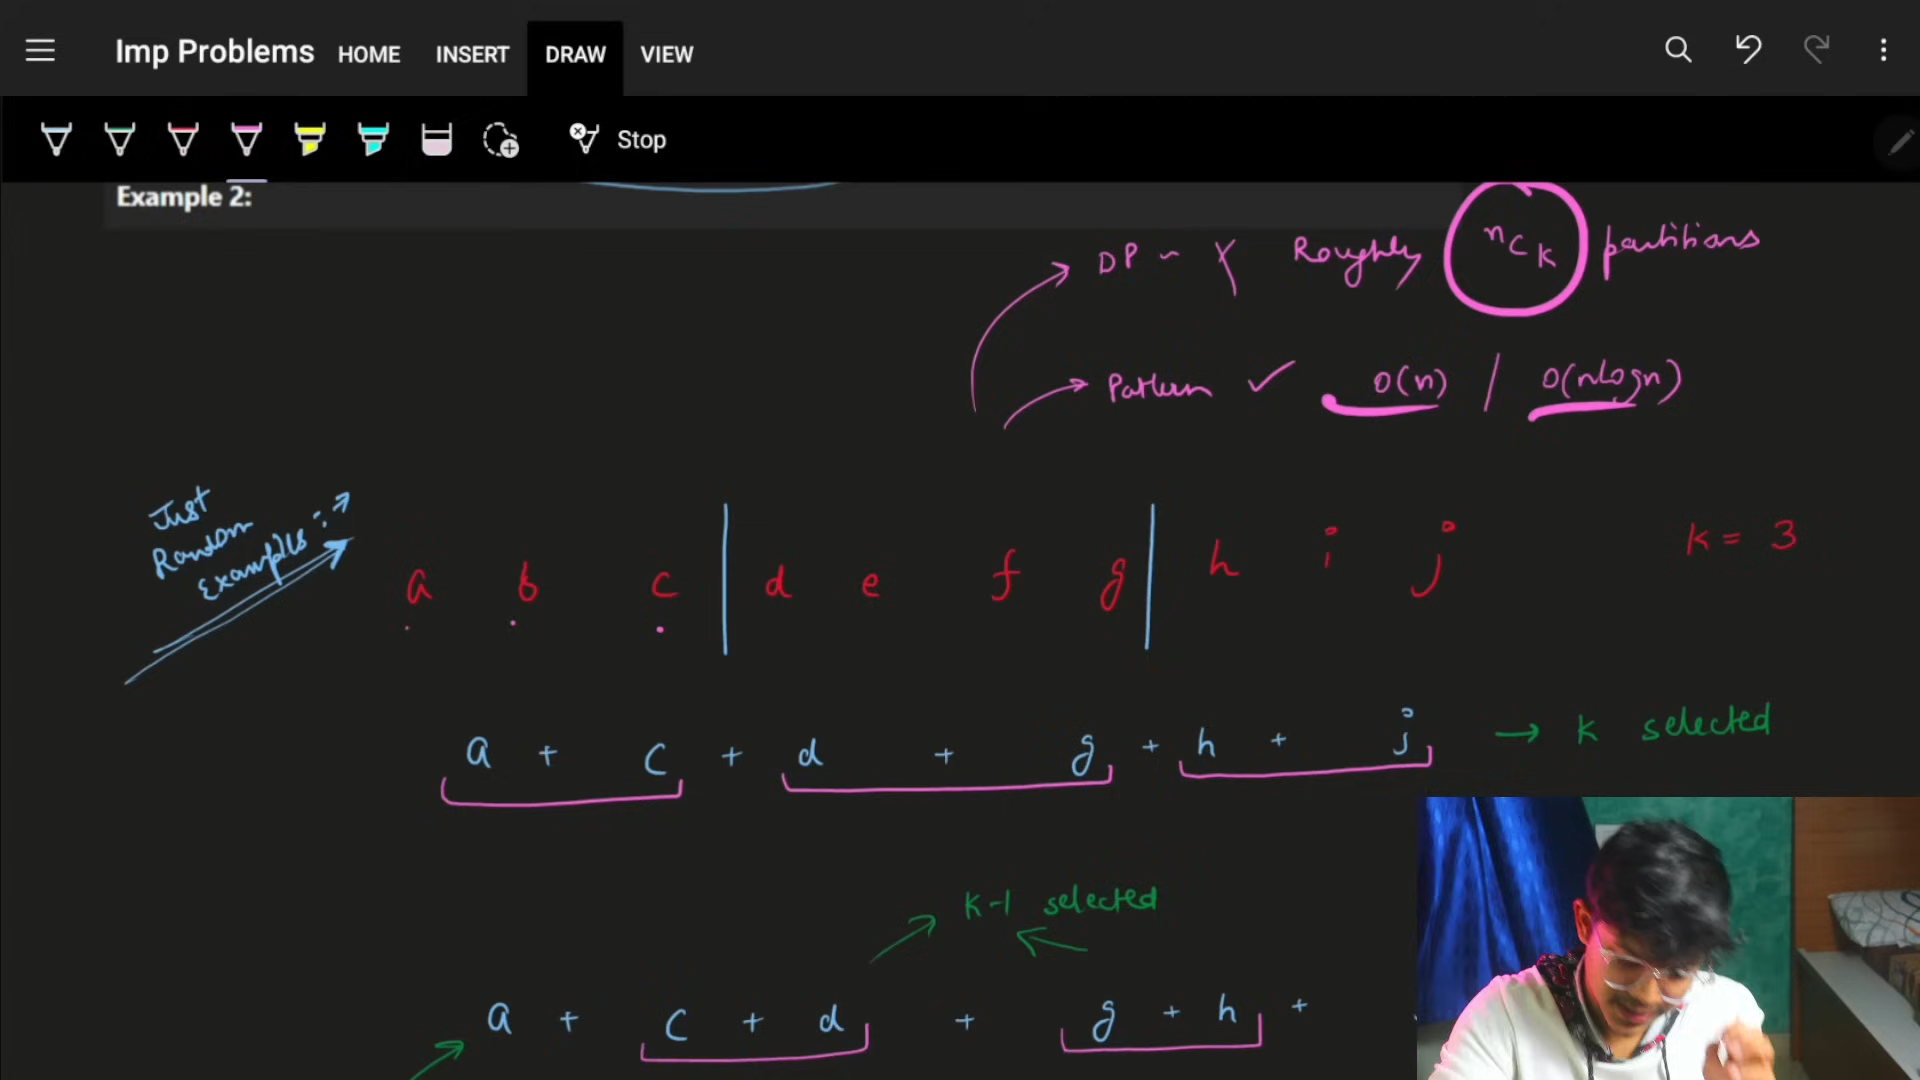 Imp Problems HOME INSERT DRAW VIEW
Stop
Example 2:
DP ~ X Roughly nCk partitions
Pattern ✓ O(n) / O(nlogn)
Just
Random
Examples :
a b c | d e f g | h i j k = 3
a + c + d + g + h + j → k selected
k-1 selected
a + c + d + g + h +